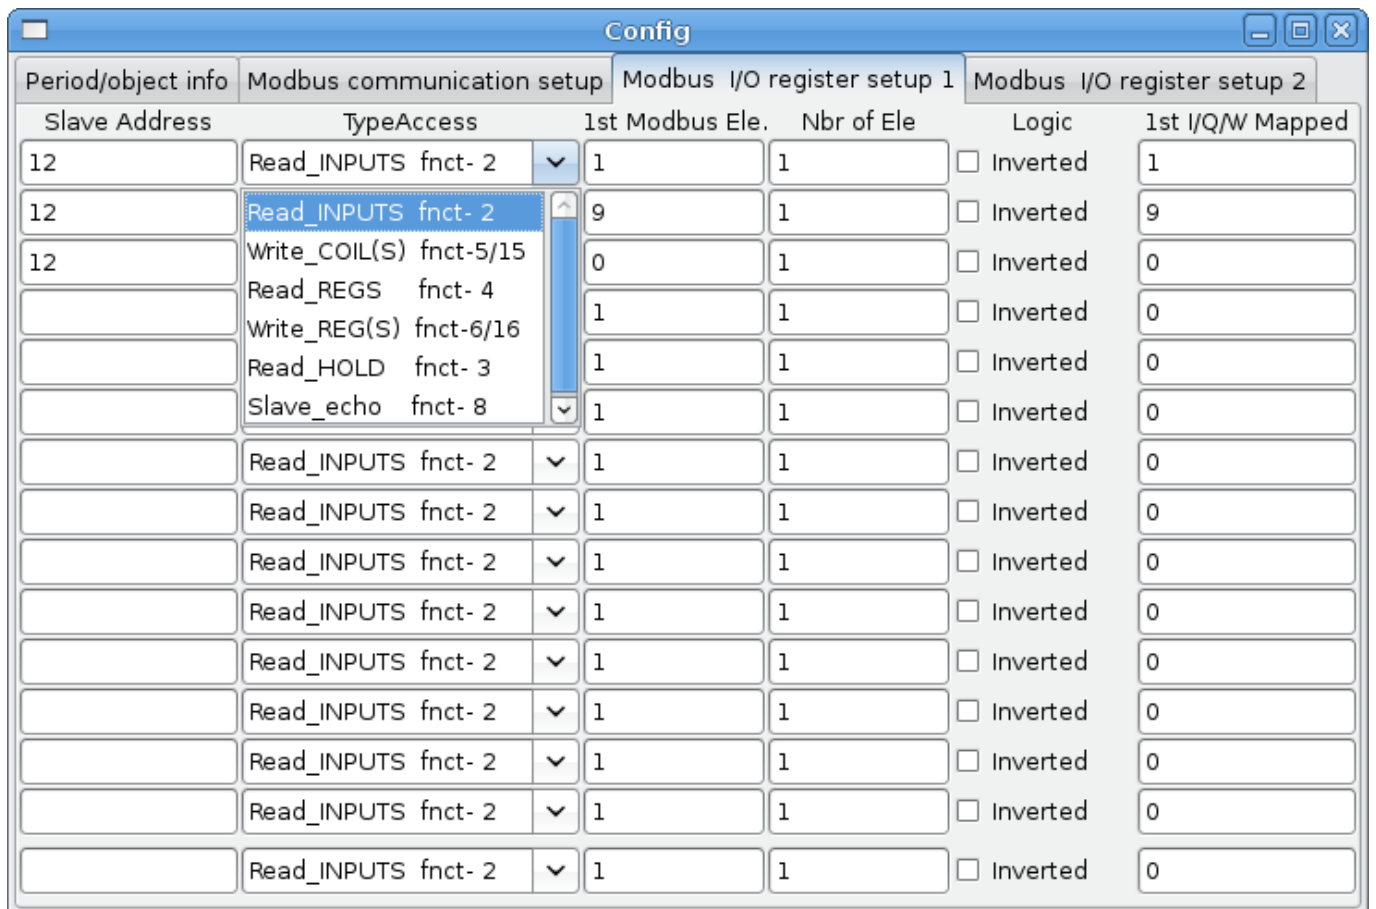 Config
Period/object info Modbus communication setup Modbus I/O register setup 1 Modbus I/O register setup 2
Slave Address TypeAccess 1st Modbus Ele. Nbr of Ele Logic 1st I/Q/W Mapped
12 Read_INPUTS fnct- 2 1 1 Inverted 1
12 Read_INPUTS fnct- 2 9 1 Inverted 9
Write_COIL(S) fnct-5/15
12 0 1 Inverted 0
Read_REGS fnct- 4
1 1 Inverted 0
Write_REG(S) fnct-6/16
Read_HOLD fnct- 3 1 1 Inverted 0
Slave_echo fnct- 8 1 1 Inverted 0
Read_INPUTS fnct- 2 1 1 Inverted 0
Read_INPUTS fnct- 2 1 1 Inverted 0
Read_INPUTS fnct- 2 1 1 Inverted 0
Read_INPUTS fnct- 2 1 1 Inverted 0
Read_INPUTS fnct- 2 1 1 Inverted 0
Read_INPUTS fnct- 2 1 1 Inverted 0
Read_INPUTS fnct- 2 1 1 Inverted 0
Read_INPUTS fnct- 2 1 1 Inverted 0
Read_INPUTS fnct- 2 1 1 Inverted 0